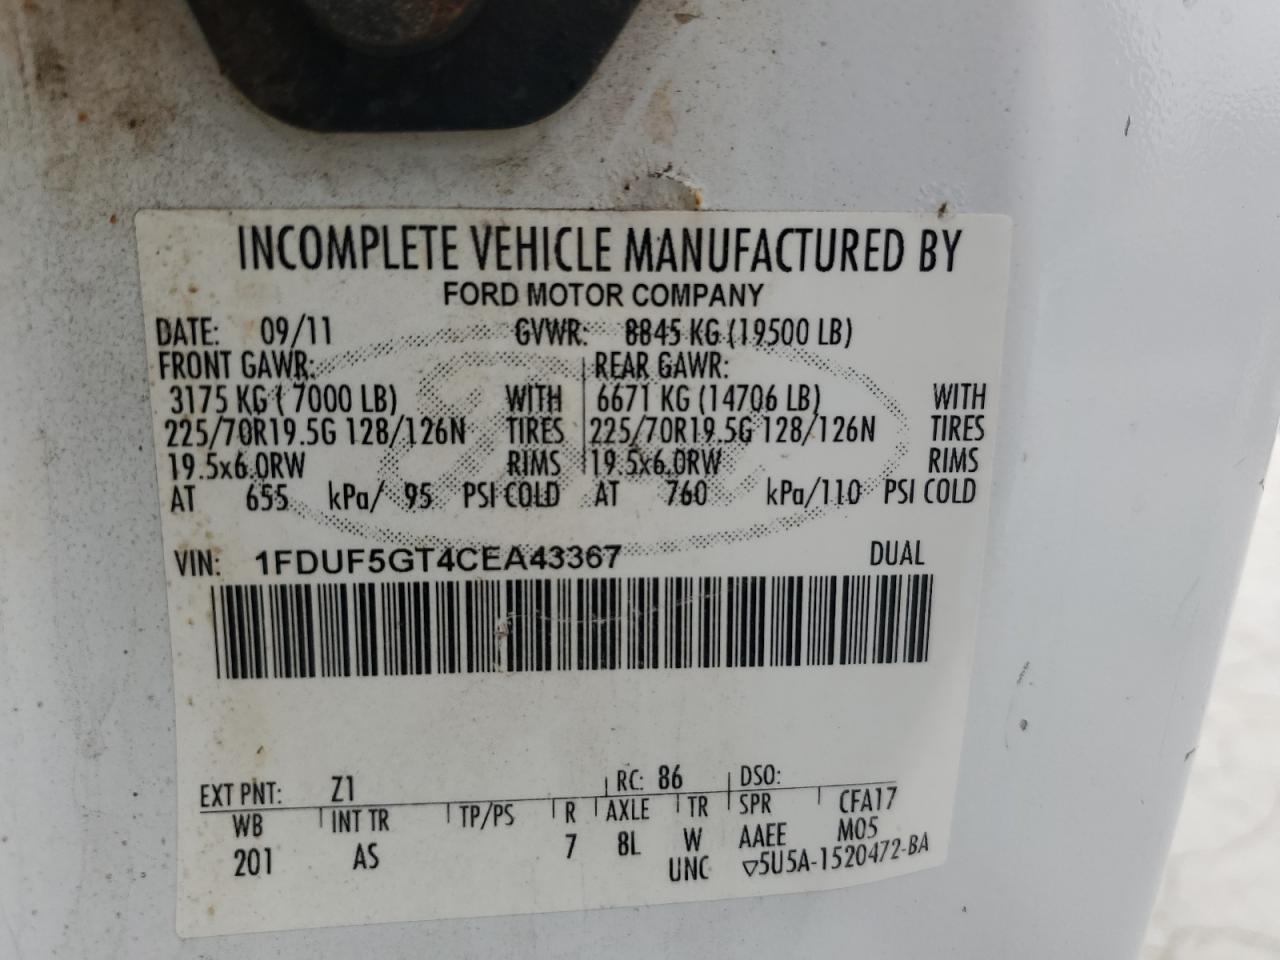 INCOMPLETE VEHICLE MANUFACTURED BY
FORD MOTOR COMPANY
DATE: 09/11 GVWR: 8845 KG (19500 LB)
FRONT GAWR: REAR GAWR:
3175 KG ( 7000 LB) WITH 6671 KG (14706 LB) WITH
225/70R19.5G 128/126N TIRES 225/70R19.5G 128/126N TIRES
19.5x6.0RW RIMS 19.5x6.0RW RIMS
AT 655 kPa/ 95 PSI COLD AT 760 kPa/110 PSI COLD
VIN: 1FDUF5GT4CEA43367 DUAL
EXT PNT: Z1 RC: 86 DSO:
WB INT TR TP/PS R AXLE TR SPR CFA17
201 AS 7 8L W AAEE M05
UNC ▽5U5A-1520472-BA